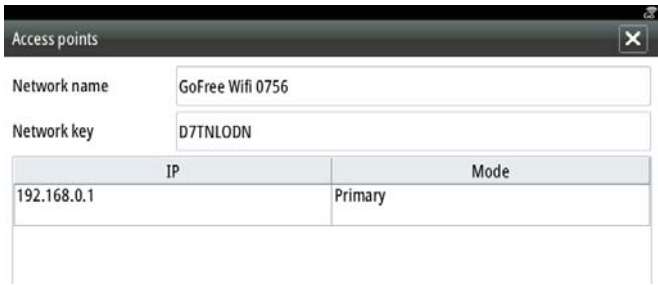 Access points
Network name GoFree Wifi 0756
Network key D7TNLODN
IP Mode
192.168.0.1 Primary